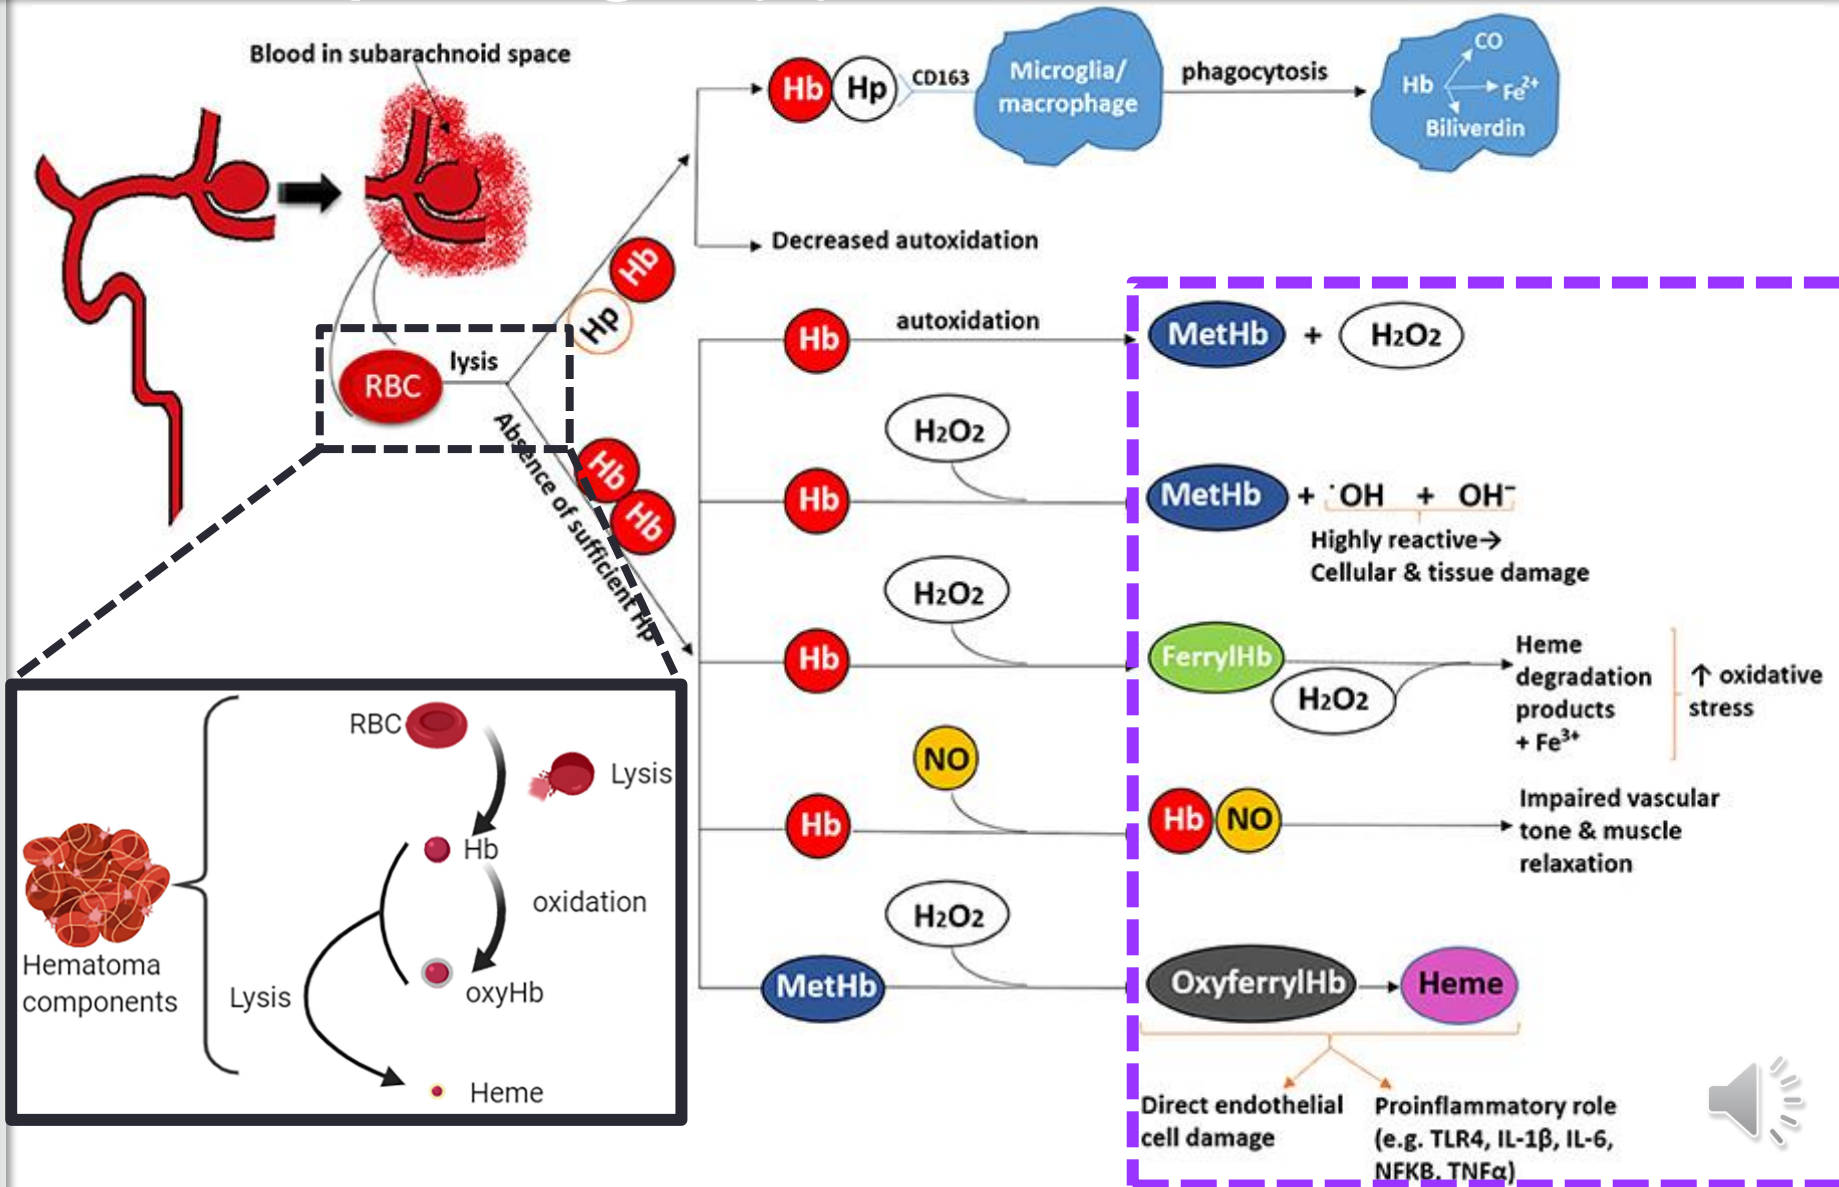 Blood in subarachnoid space
Hb Hp
CD163
Microglia/
macrophage
phagocytosis
Hb
CO
Fe2+
Biliverdin
Decreased autoxidation
Hb
Hp
RBC
lysis
Absence of sufficient Hp
Hb
Hb
Hb
autoxidation
MetHb + H2O2
H2O2
Hb
MetHb + ˙OH + OH⁻
Highly reactive→
Cellular & tissue damage
H2O2
Hb
FerrylHb
H2O2
Heme
degradation
products
+ Fe3+
↑ oxidative
stress
NO
Hb
Hb NO
Impaired vascular
tone & muscle
relaxation
H2O2
MetHb
OxyferrylHb
Heme
Direct endothelial
cell damage
Proinflammatory role
(e.g. TLR4, IL-1β, IL-6,
NFKB, TNFα)
RBC
Lysis
Hb
oxidation
oxyHb
Lysis
Heme
Hematoma
components